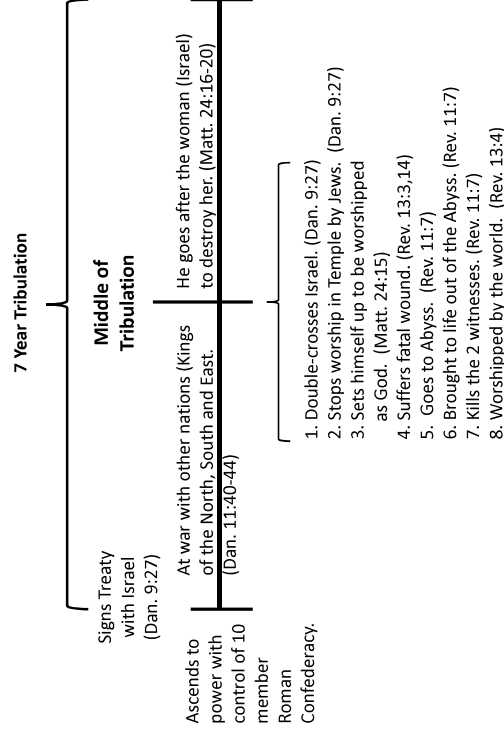 7 Year Tribulation
Signs Treaty
with Israel
(Dan. 9:27)
Middle of
Tribulation
Ascends to
power with
control of 10
member
Roman
Confederacy.
At war with other nations (Kings
of the North, South and East.
(Dan. 11:40-44)
He goes after the woman (Israel)
to destroy her. (Matt. 24:16-20)
1. Double-crosses Israel. (Dan. 9:27)
2. Stops worship in Temple by Jews. (Dan. 9:27)
3. Sets himself up to be worshipped
as God. (Matt. 24:15)
4. Suffers fatal wound. (Rev. 13:3,14)
5. Goes to Abyss. (Rev. 11:7)
6. Brought to life out of the Abyss. (Rev. 11:7)
7. Kills the 2 witnesses. (Rev. 11:7)
8. Worshipped by the world. (Rev. 13:4)